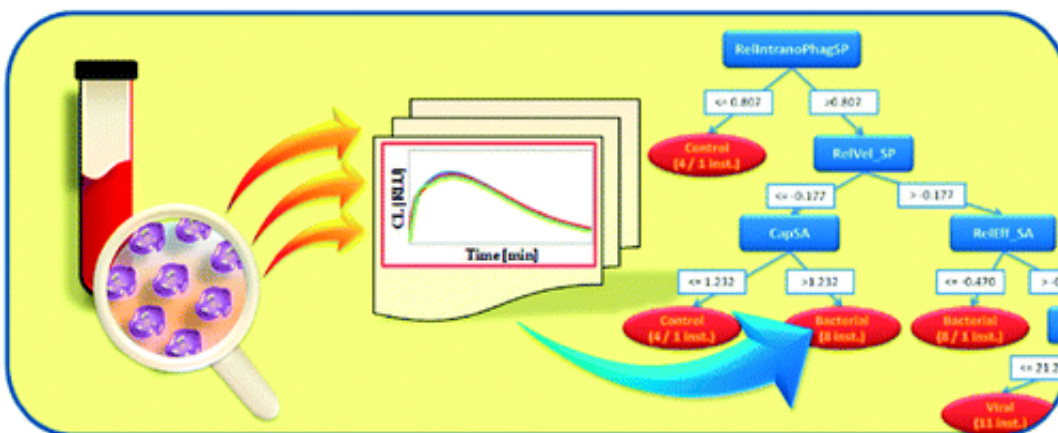 RelIntranoPhagSP
<= 0.807
>0.807
Control
(4 / 1 inst.)
RelVel_SP
CL [RLU]
Time [min]
<= -0.177
> -0.177
CapSA
RelEff_SA
<= 1.232
>1.232
<= -0.470
Control
(4 / 1 inst.)
Bacterial
(8 inst.)
Bacterial
(8 / 1 inst.)
Viral
(11 inst.)